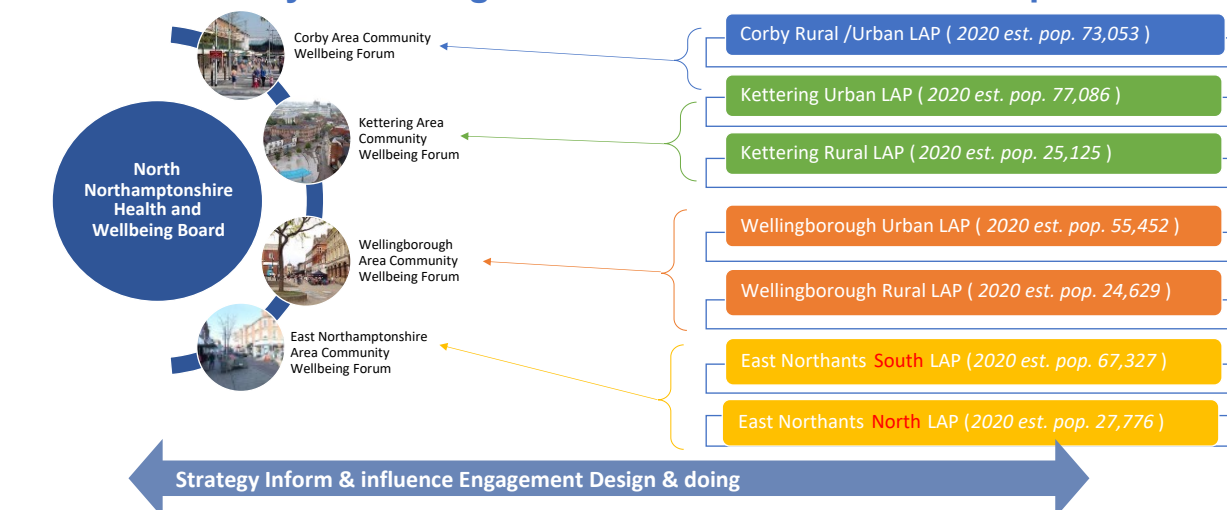 Corby Area Community
Wellbeing Forum
Corby Rural /Urban LAP ( 2020 est. pop. 73,053 )
Kettering Area
Community
Wellbeing Forum
Kettering Urban LAP ( 2020 est. pop. 77,086 )
Kettering Rural LAP ( 2020 est. pop. 25,125 )
North
Northamptonshire
Health and
Wellbeing Board
Wellingborough
Area Community
Wellbeing Forum
Wellingborough Urban LAP ( 2020 est. pop. 55,452 )
Wellingborough Rural LAP ( 2020 est. pop. 24,629 )
East Northamptonshire
Area Community
Wellbeing Forum
East Northants South LAP (2020 est. pop. 67,327 )
East Northants North LAP (2020 est. pop. 27,776 )
Strategy Inform & influence Engagement Design & doing